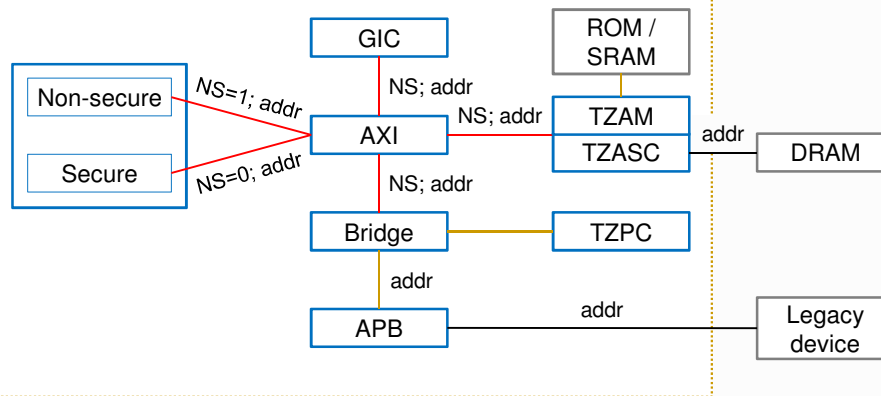 GIC
ROM /
SRAM
Non-secure
NS=1; addr
NS; addr
TZAM
AXI
NS; addr
TZASC
addr
DRAM
Secure
NS=0; addr
NS; addr
Bridge
TZPC
addr
APB
addr
Legacy
device